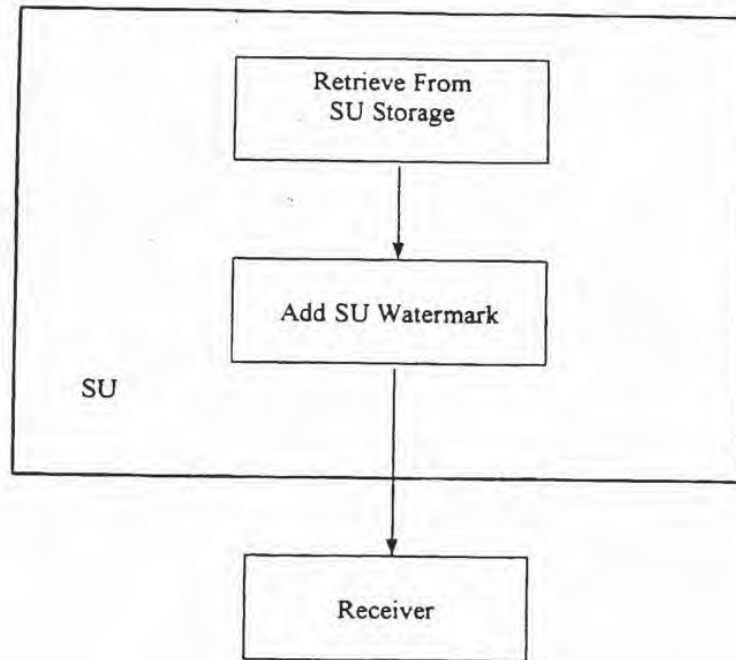 Retrieve From
SU Storage
Add SU Watermark
SU
Receiver